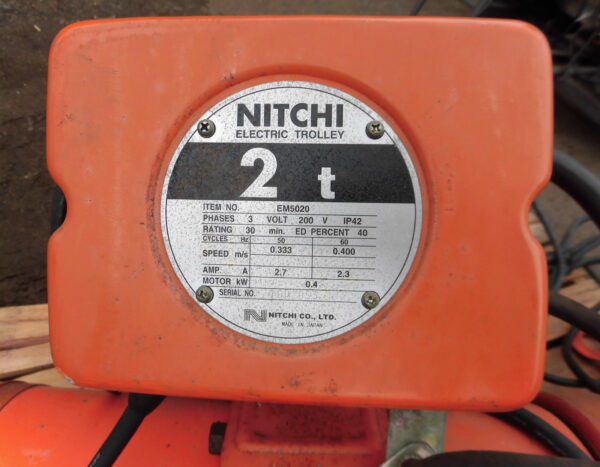 NITCHI
ELECTRIC TROLLEY
2 t
ITEM NO. EM5020
PHASES 3 VOLT 200 V IP42
RATING 30 min. ED PERCENT 40
CYCLES Hz 50 60
SPEED m/s 0.333 0.400
AMP. A 2.7 2.3
MOTOR kW 0.4
SERIAL NO.
N NITCHI CO., LTD.
MADE IN JAPAN